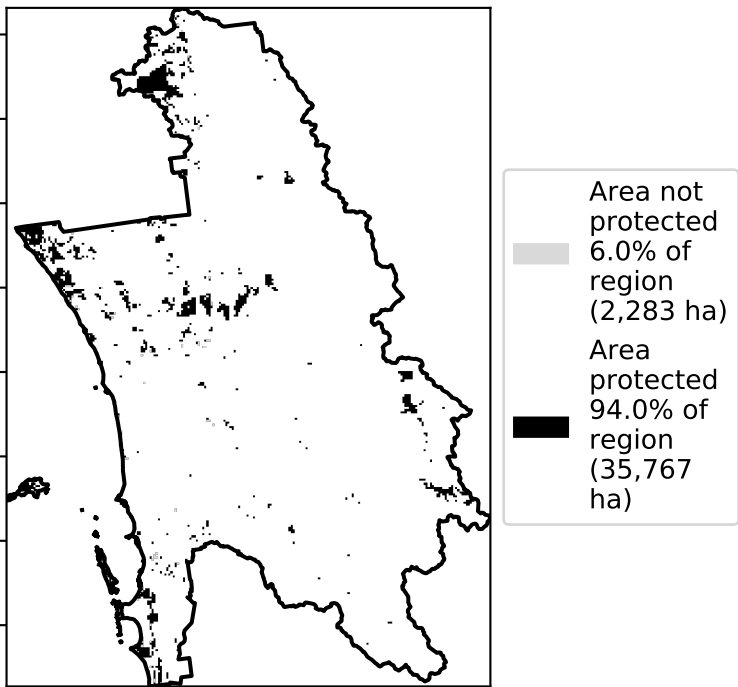 Area not
protected
6.0% of
region
(2,283 ha)
Area
protected
94.0% of
region
(35,767
ha)